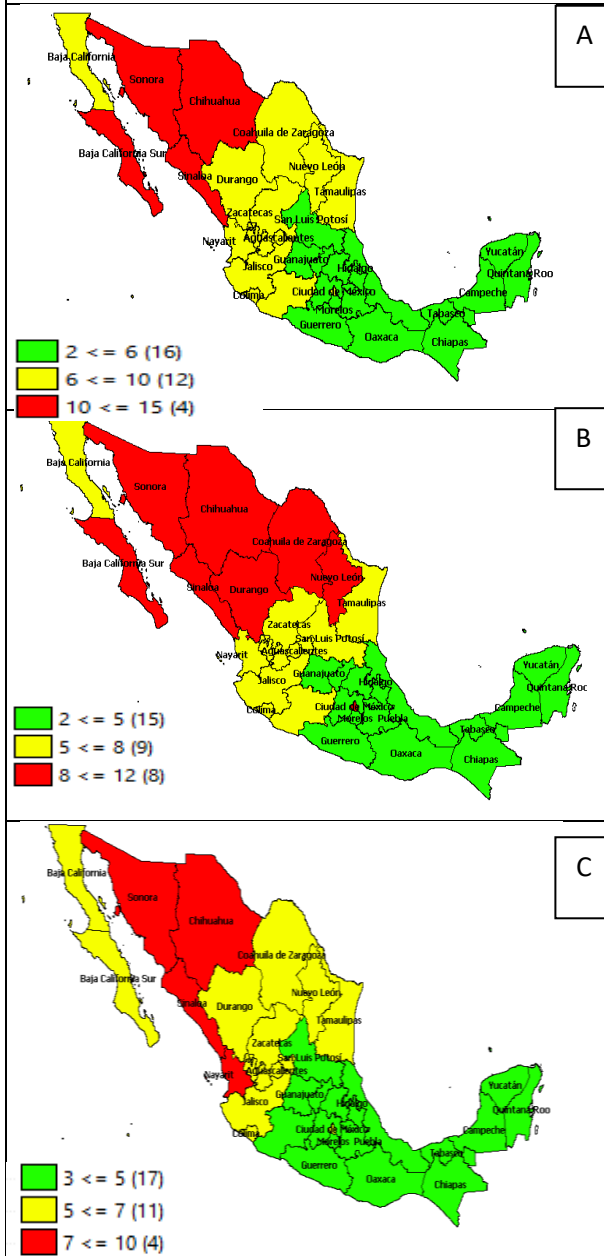 A
Baja California
Sonora
Chihuahua
Coahuila de Zaragoza
Baja California Sur
Nuevo León
Sinaloa
Durango
Tamaulipas
Zacatecas
San Luis Potosí
Nayarit
Aguascalientes
Guanajuato
Jalisco
Hidalgo
Yucatán
Quintana Roo
Colima
Ciudad de México
Campeche
Morelos
Tabasco
Guerrero
Oaxaca
Chiapas
2 <= 6 (16)
6 <= 10 (12)
10 <= 15 (4)
B
Baja California
Sonora
Chihuahua
Coahuila de Zaragoza
Baja California Sur
Nuevo León
Sinaloa
Durango
Tamaulipas
Zacatecas
San Luis Potosí
Nayarit
Aguascalientes
Guanajuato
Jalisco
Hidalgo
Yucatán
Quintana Roc
Colima
Ciudad de México
Campeche
Morelos Puebla
Tabasco
Guerrero
Oaxaca
Chiapas
2 <= 5 (15)
5 <= 8 (9)
8 <= 12 (8)
C
Baja California
Sonora
Chihuahua
Coahuila de Zaragoza
Baja California Sur
Nuevo León
Sinaloa
Durango
Tamaulipas
Zacatecas
San Luis Potosí
Nayarit
Aguascalientes
Guanajuato
Jalisco
Hidalgo
Yucatán
Quintana Roo
Colima
Ciudad de México
Campeche
Morelos Puebla
Tabasco
Guerrero
Oaxaca
Chiapas
3 <= 5 (17)
5 <= 7 (11)
7 <= 10 (4)